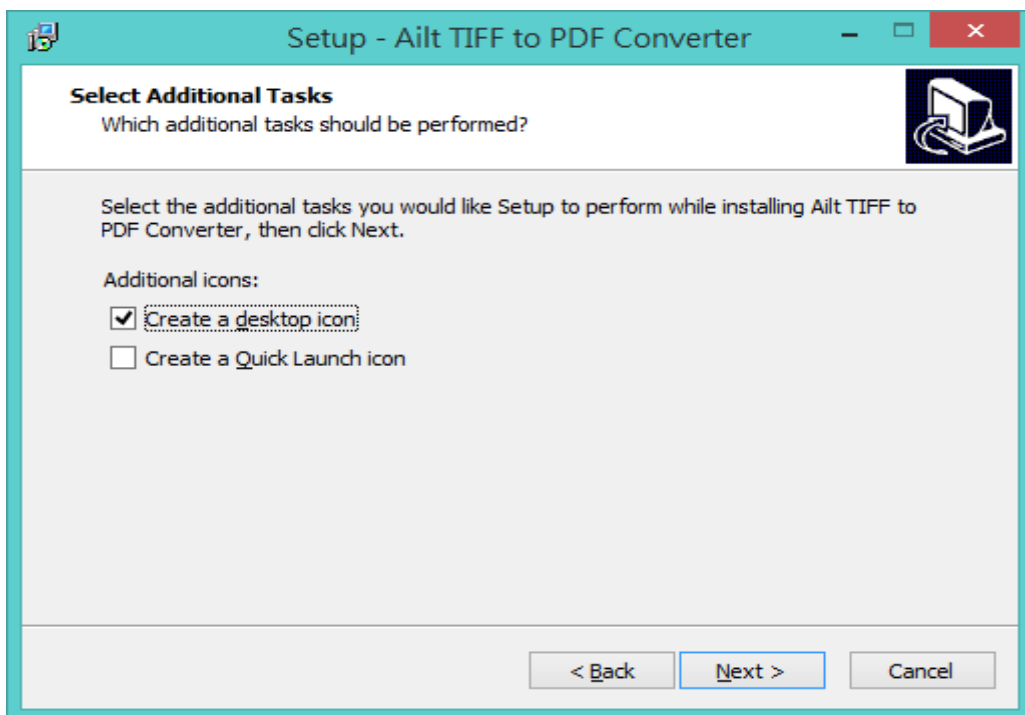 Setup - Ailt TIFF to PDF Converter
Select Additional Tasks
Which additional tasks should be performed?
Select the additional tasks you would like Setup to perform while installing Ailt TIFF to
PDF Converter, then click Next.
Additional icons:
Create a desktop icon
Create a Quick Launch icon
< Back
Next >
Cancel